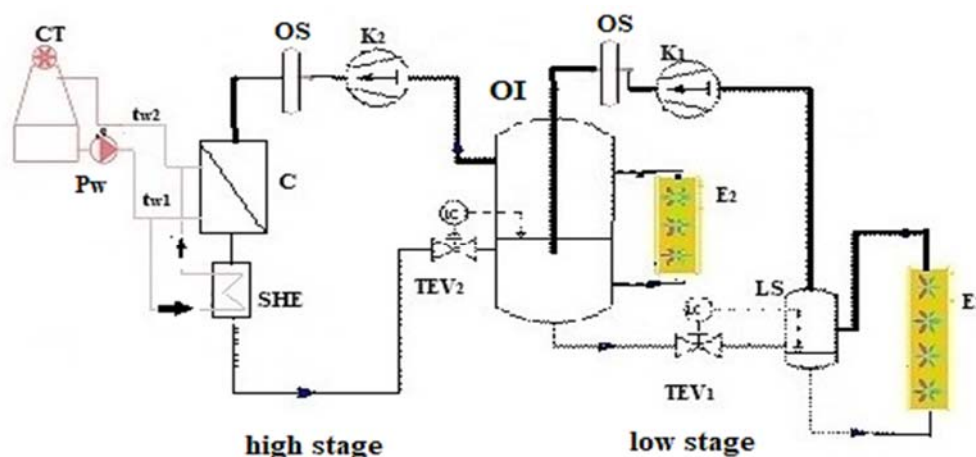 CT
OS
K₂
OS
K₁
OI
tw2
Pw
tw1
C
LC
TEV₂
E₂
SHE
LS
LC
E
TEV₁
high stage
low stage